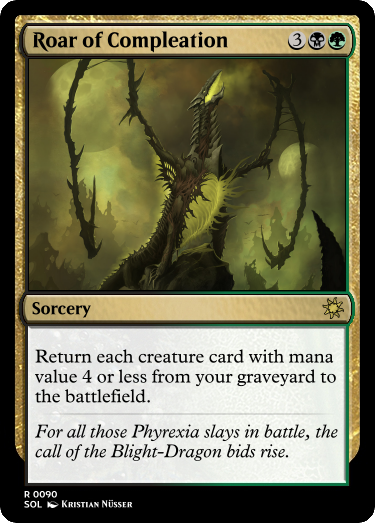 Roar of Compleation 3
Sorcery
Return each creature card with mana
value 4 or less from your graveyard to
the battlefield.
For all those Phyrexia slays in battle, the
call of the Blight-Dragon bids rise.
R 0090
SOL Kristian Nüsser